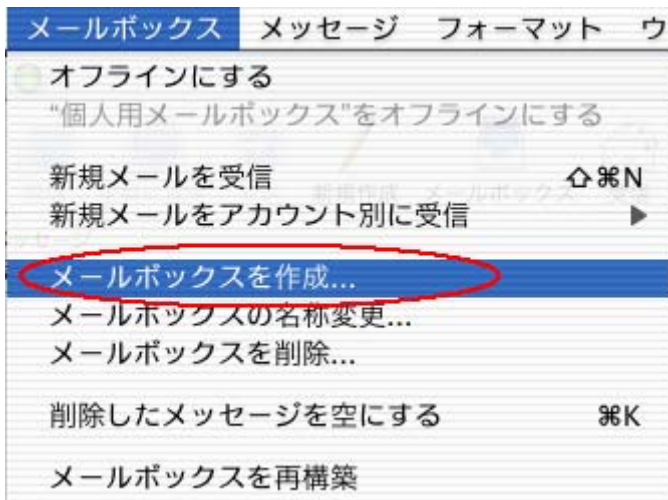 メールボックス メッセージ フォーマット ウ
オフラインにする
“個人用メールボックス”をオフラインにする
新規メールを受信 ⇧⌘N
新規メールをアカウント別に受信 ▶
メールボックスを作成...
メールボックスの名称変更...
メールボックスを削除...
削除したメッセージを空にする ⌘K
メールボックスを再構築